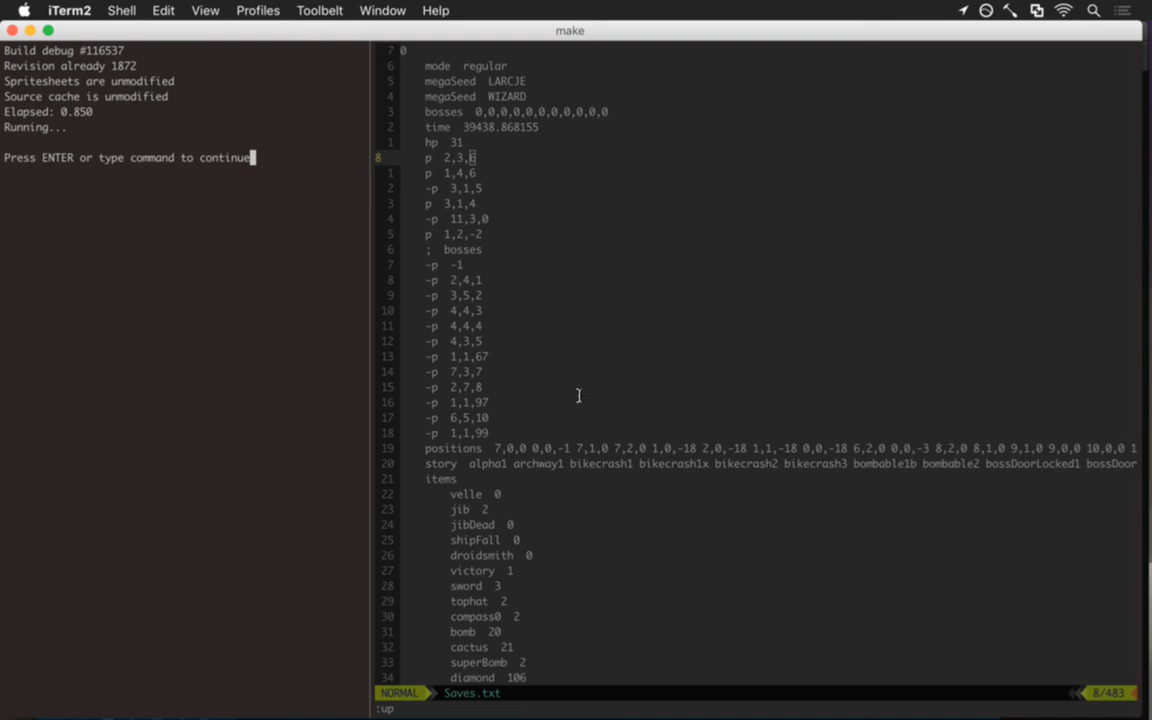 iTerm2 Shell Edit View Profiles Toolbelt Window Help
make
Build debug #116537
Revision already 1872
Spritesheets are unmodified
Source cache is unmodified
Elapsed: 0.850
Running...
Press ENTER or type command to continue
7 0
6 mode regular
5 megaSeed LARCJE
4 megaSeed WIZARD
3 bosses 0,0,0,0,0,0,0,0,0,0,0
2 time 39438.868155
1 hp 31
8 p 2,3,6
1 p 1,4,6
2 -p 3,1,5
3 p 3,1,4
4 -p 11,3,0
5 p 1,2,-2
6 ; bosses
7 -p -1
8 -p 2,4,1
9 -p 3,5,2
10 -p 4,4,3
11 -p 4,4,4
12 -p 4,3,5
13 -p 1,1,67
14 -p 7,3,7
15 -p 2,7,8
16 -p 1,1,97
17 -p 6,5,10
18 -p 1,1,99
19 positions 7,0,0 0,0,-1 7,1,0 7,2,0 1,0,-18 2,0,-18 1,1,-18 0,0,-18 6,2,0 0,0,-3 8,2,0 8,1,0 9,1,0 9,0,0 10,0,0 1
20 story alpha1 archway1 bikecrash1 bikecrash1x bikecrash2 bikecrash3 bombable1b bombable2 bossDoorLocked1 bossDoor
21 items
22 velle 0
23 jib 2
24 jibDead 0
25 shipFall 0
26 droidsmith 0
27 victory 1
28 sword 3
29 tophat 2
30 compass0 2
31 bomb 20
32 cactus 21
33 superBomb 2
34 diamond 106
NORMAL Saves.txt 8/483
:up